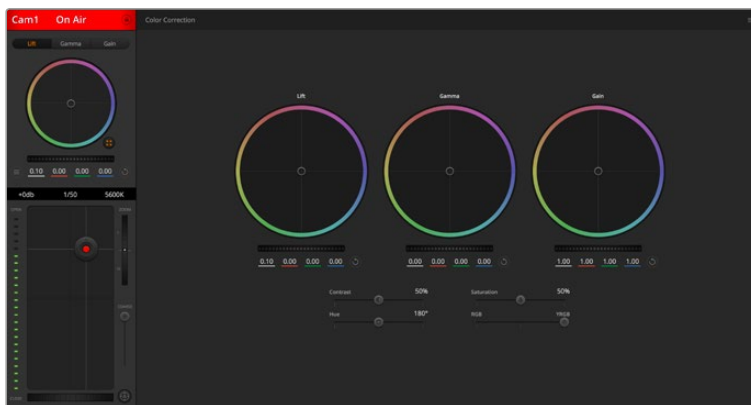 Cam1 On Air
Color Correction
Lift Gamma Gain
0.10 0.00 0.00 0.00
+0db 1/50 5600K
Lift
0.10 0.00 0.00 0.00
Gamma
0.00 0.00 0.00 0.00
Gain
1.00 1.00 1.00 1.00
Contrast 50%
Saturation 50%
Hue 180°
RGB YRGB